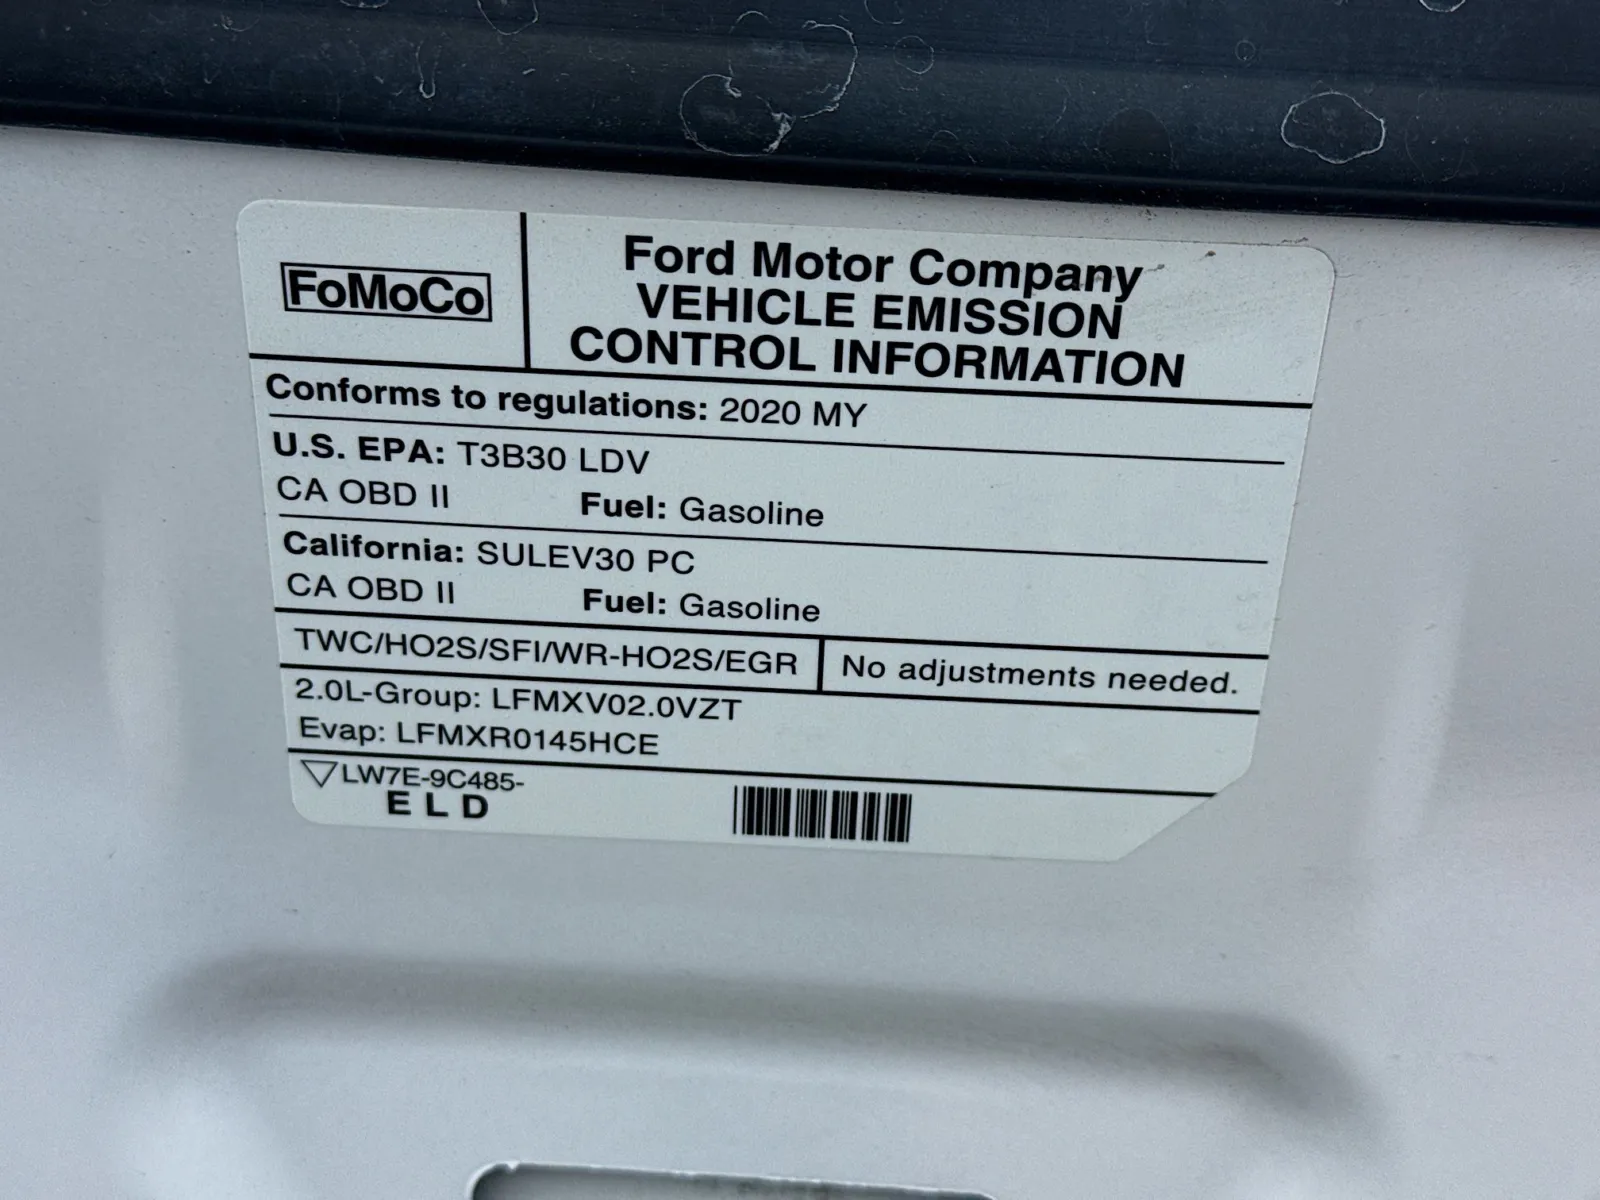 FoMoCo
Ford Motor Company
VEHICLE EMISSION
CONTROL INFORMATION
Conforms to regulations: 2020 MY
U.S. EPA: T3B30 LDV
CA OBD II Fuel: Gasoline
California: SULEV30 PC
CA OBD II Fuel: Gasoline
TWC/HO2S/SFI/WR-HO2S/EGR No adjustments needed.
2.0L-Group: LFMXV02.0VZT
Evap: LFMXR0145HCE
LW7E-9C485-
E L D